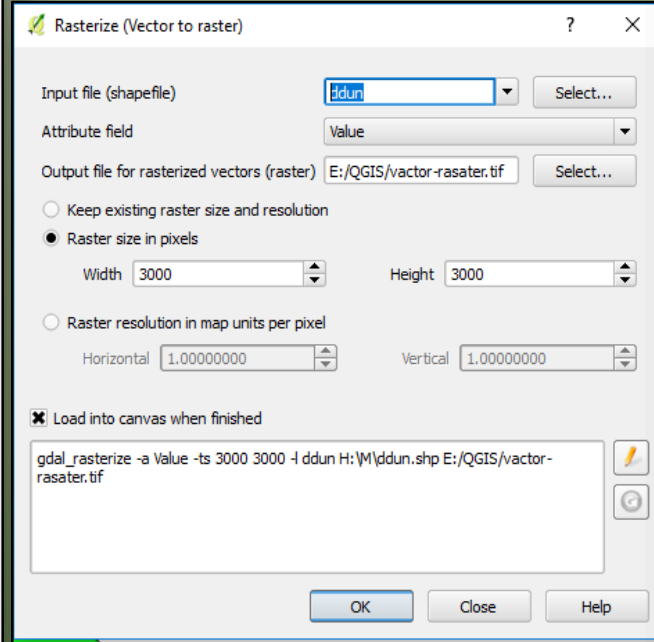 Rasterize (Vector to raster) ? X
Input file (shapefile) ddun Select...
Attribute field Value
Output file for rasterized vectors (raster) E:/QGIS/vactor-rasater.tif Select...
Keep existing raster size and resolution
Raster size in pixels
Width 3000 Height 3000
Raster resolution in map units per pixel
Horizontal 1.00000000 Vertical 1.00000000
Load into canvas when finished
gdal_rasterize -a Value -ts 3000 3000 -l ddun H:\M\ddun.shp E:/QGIS/vactor-
rasater.tif
OK Close Help